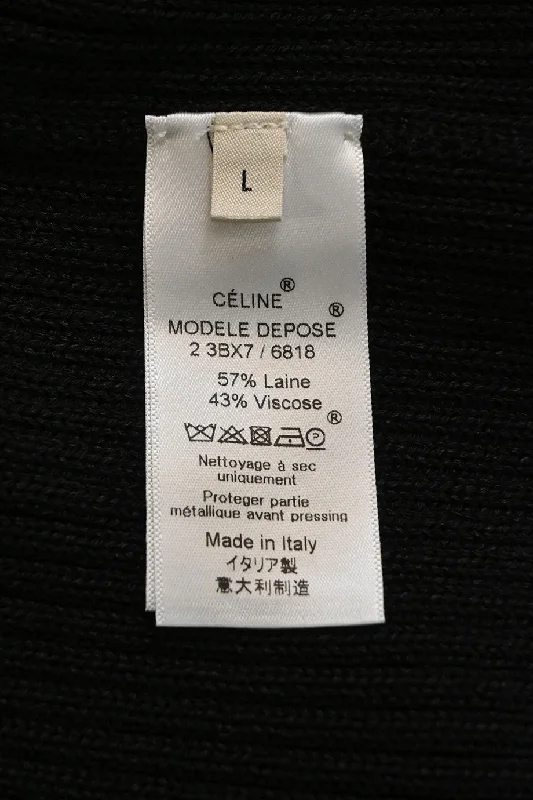 L
CÉLINE®
MODELE DEPOSE®
2 3BX7 / 6818
57% Laine
43% Viscose®
P
Nettoyage à sec
uniquement
Proteger partie
métallique avant pressing
Made in Italy
イタリア製
意大利制造